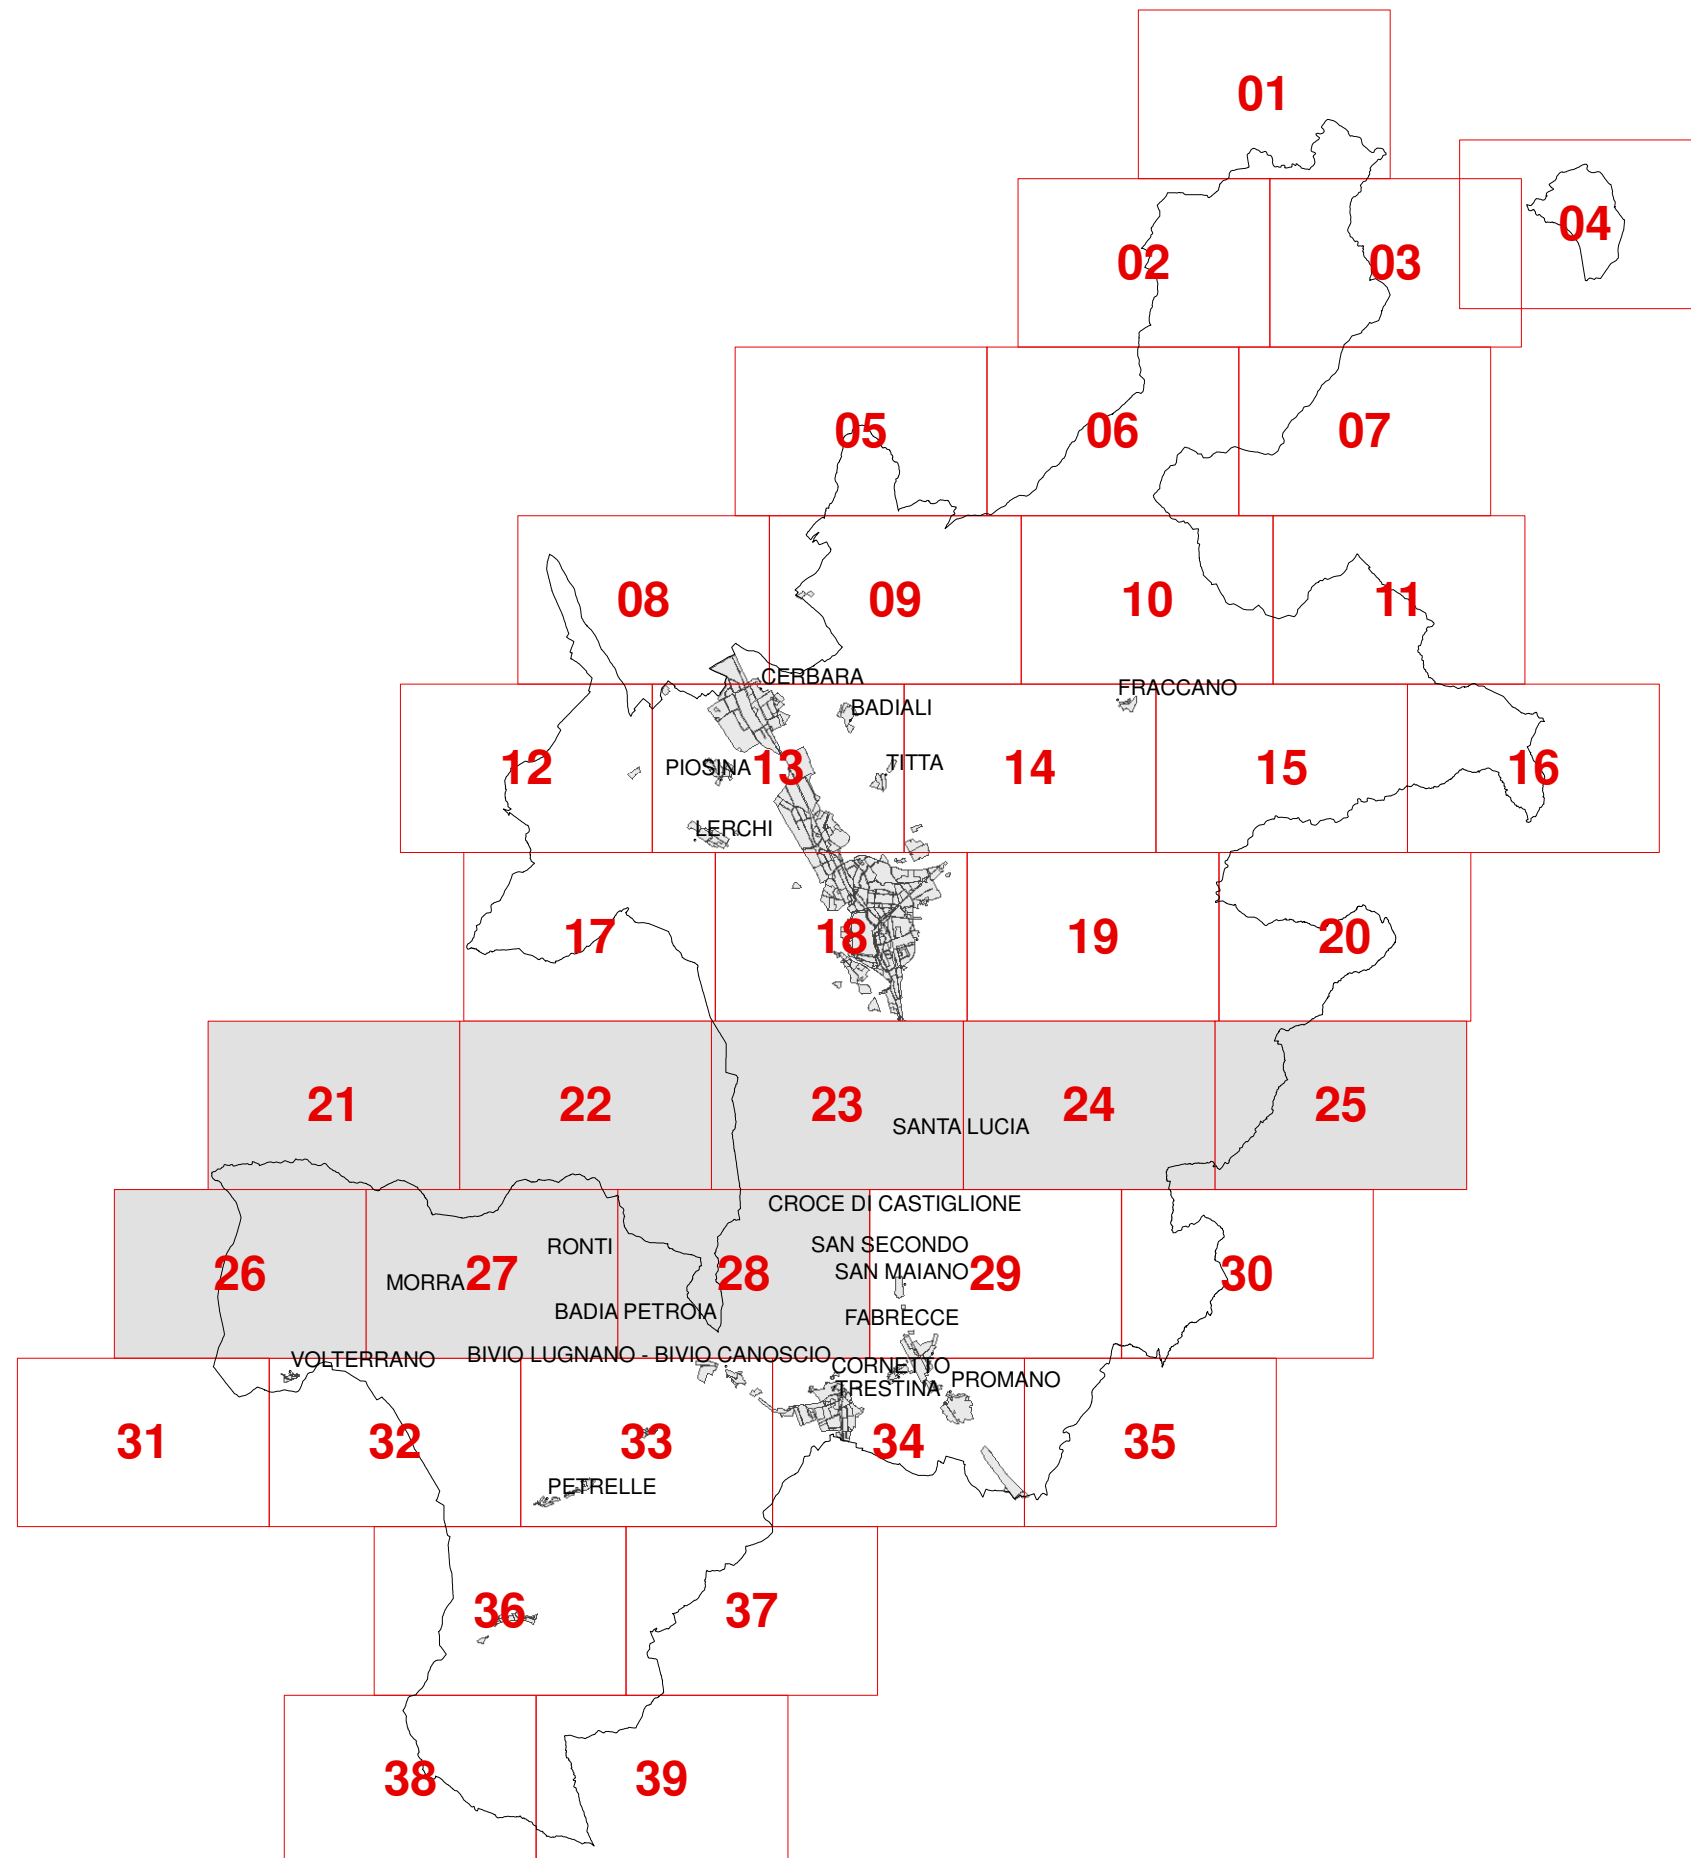 01
04
02
03
05
06
07
08
09
10
11
CERBARA
FRACCANO
BADIALI
PIOSINA
TITTA
12
13
14
15
16
LERCHI
17
18
19
20
21
22
23
24
25
SANTA LUCIA
CROCE DI CASTIGLIONE
RONTI
SAN SECONDO
SAN MAIANO
26
MORRA
27
28
29
30
BADIA PETROIA
FABRECCE
VOLTERRANO
BIVIO LUGNANO - BIVIO CANOSCIO
CORNETTO
PROMANO
TRESTINA
31
32
33
34
35
PETRELLE
36
37
38
39